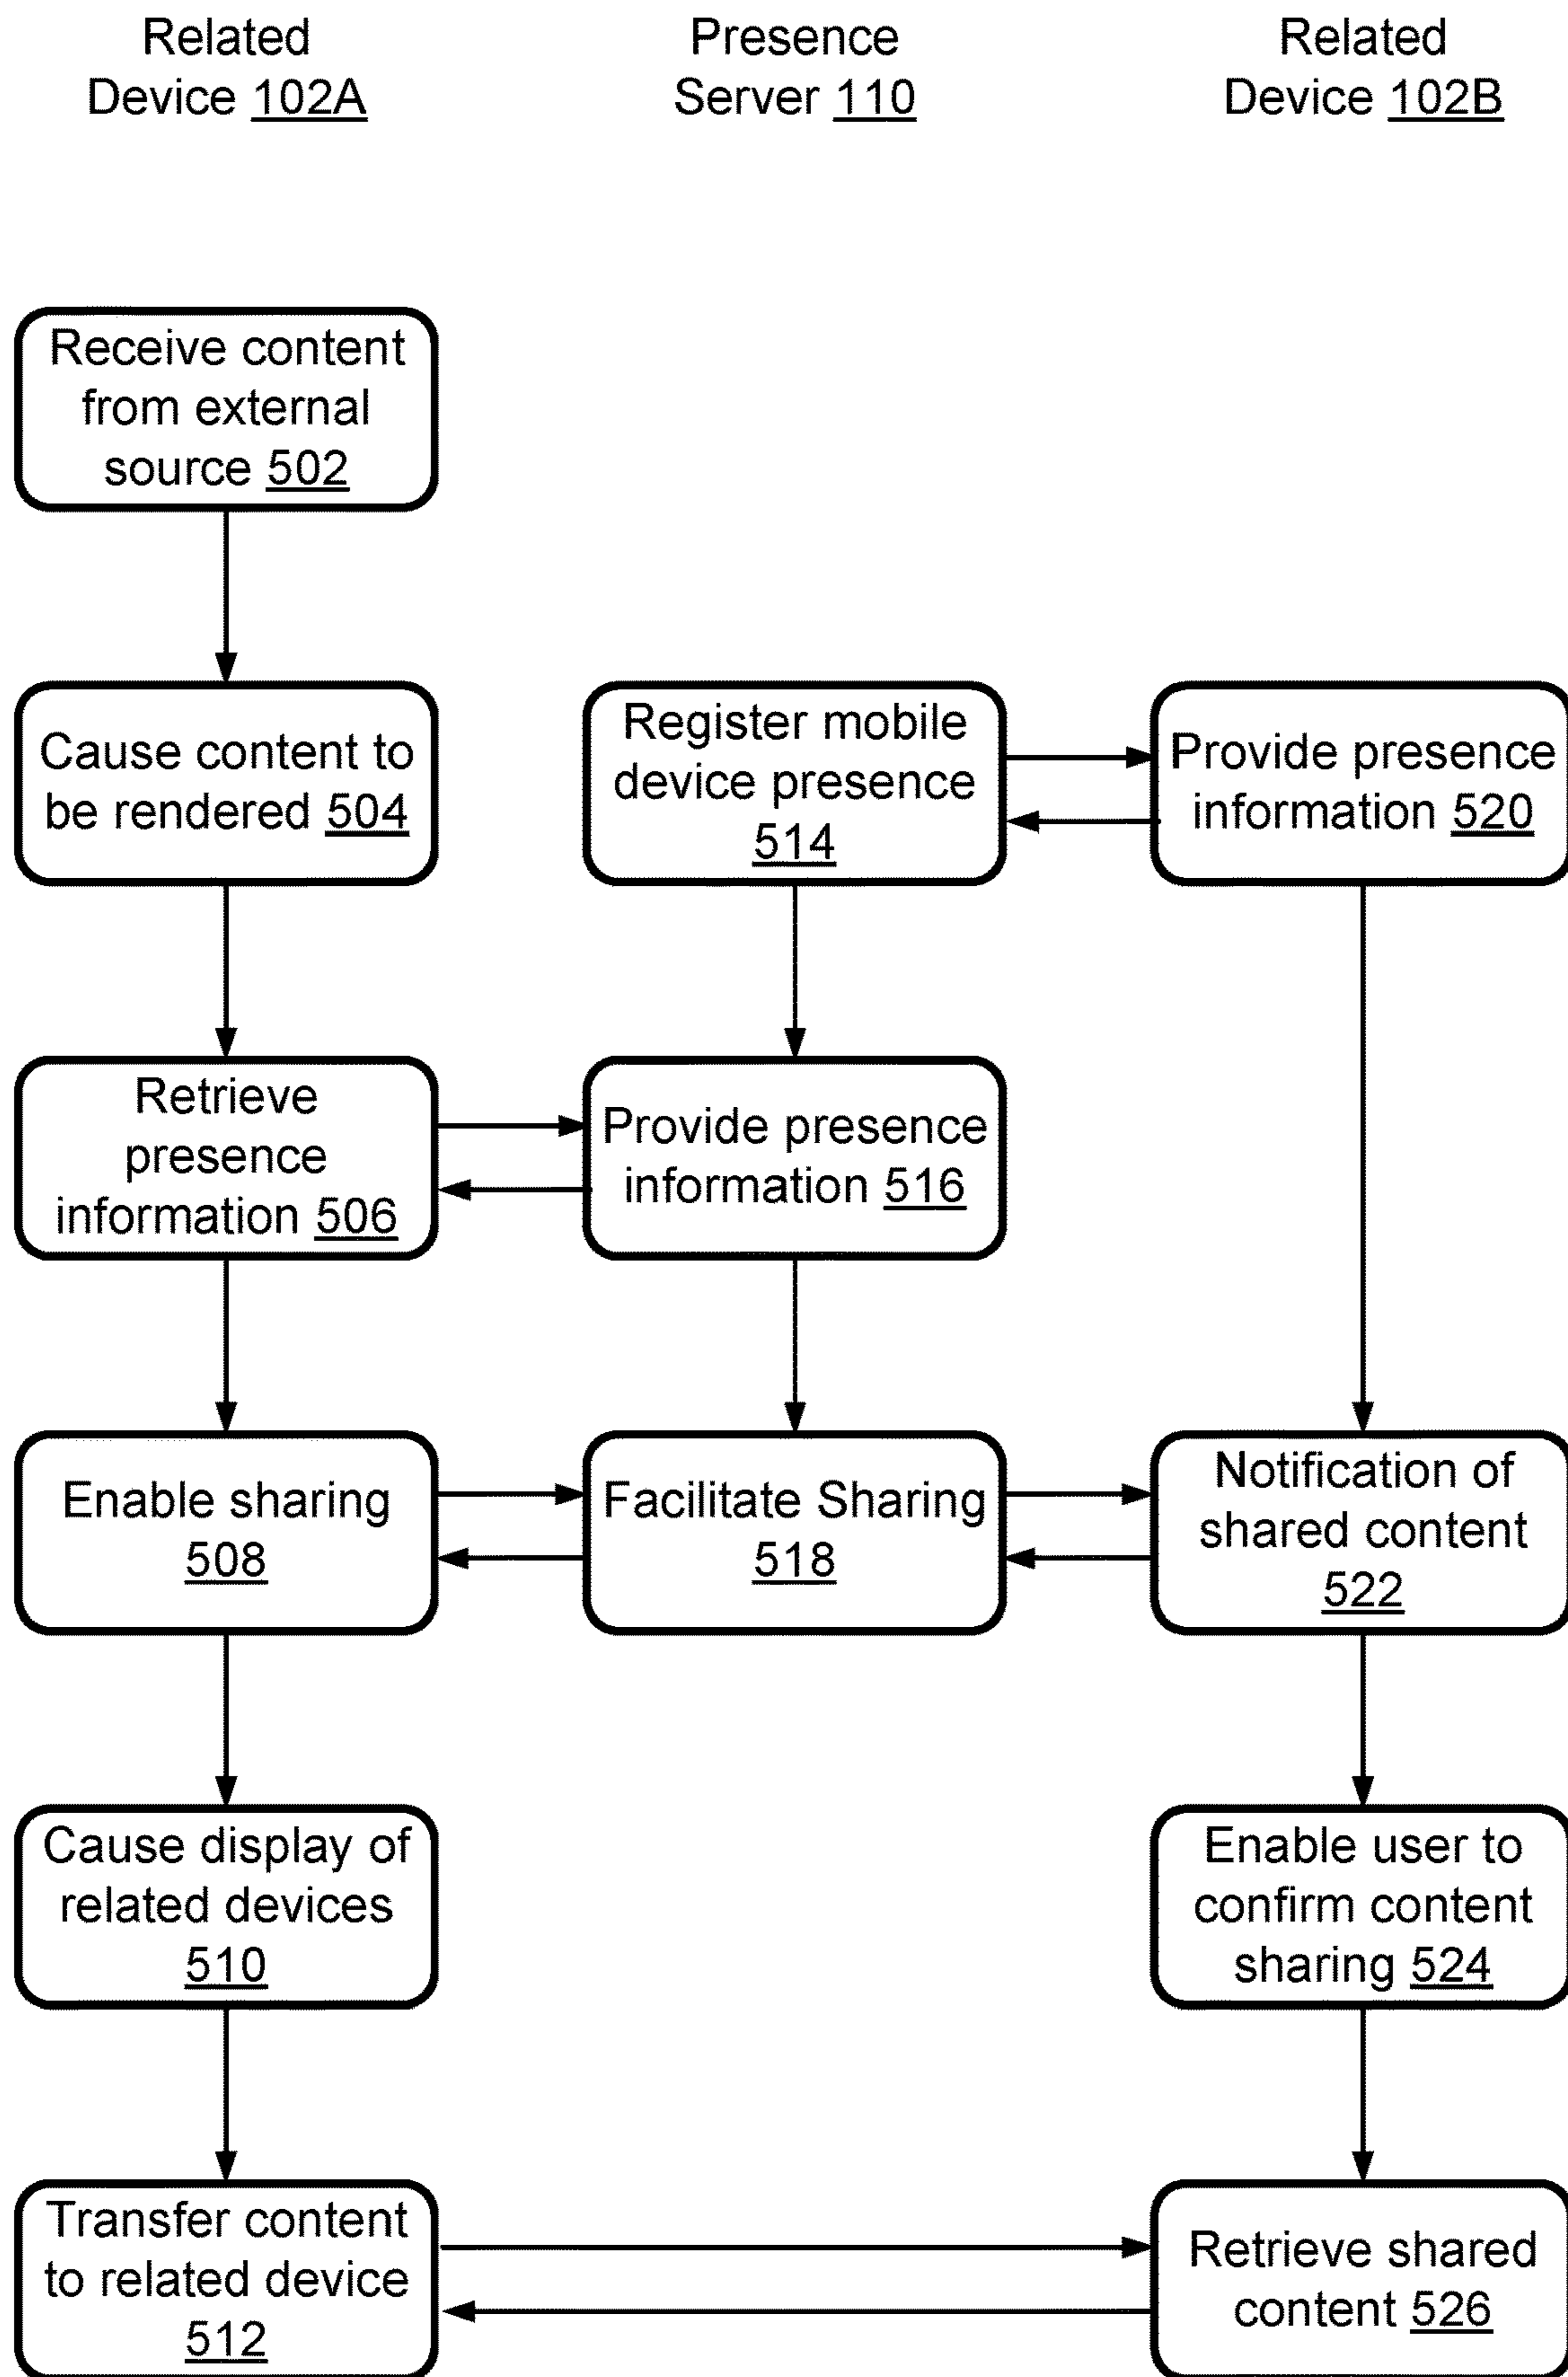 Related
Device 102A
Presence
Server 110
Related
Device 102B
Receive content
from external
source 502
Cause content to
be rendered 504
Register mobile
device presence
514
Provide presence
information 520
Retrieve
presence
information 506
Provide presence
information 516
Enable sharing
508
Facilitate Sharing
518
Notification of
shared content
522
Cause display of
related devices
510
Enable user to
confirm content
sharing 524
Transfer content
to related device
512
Retrieve shared
content 526